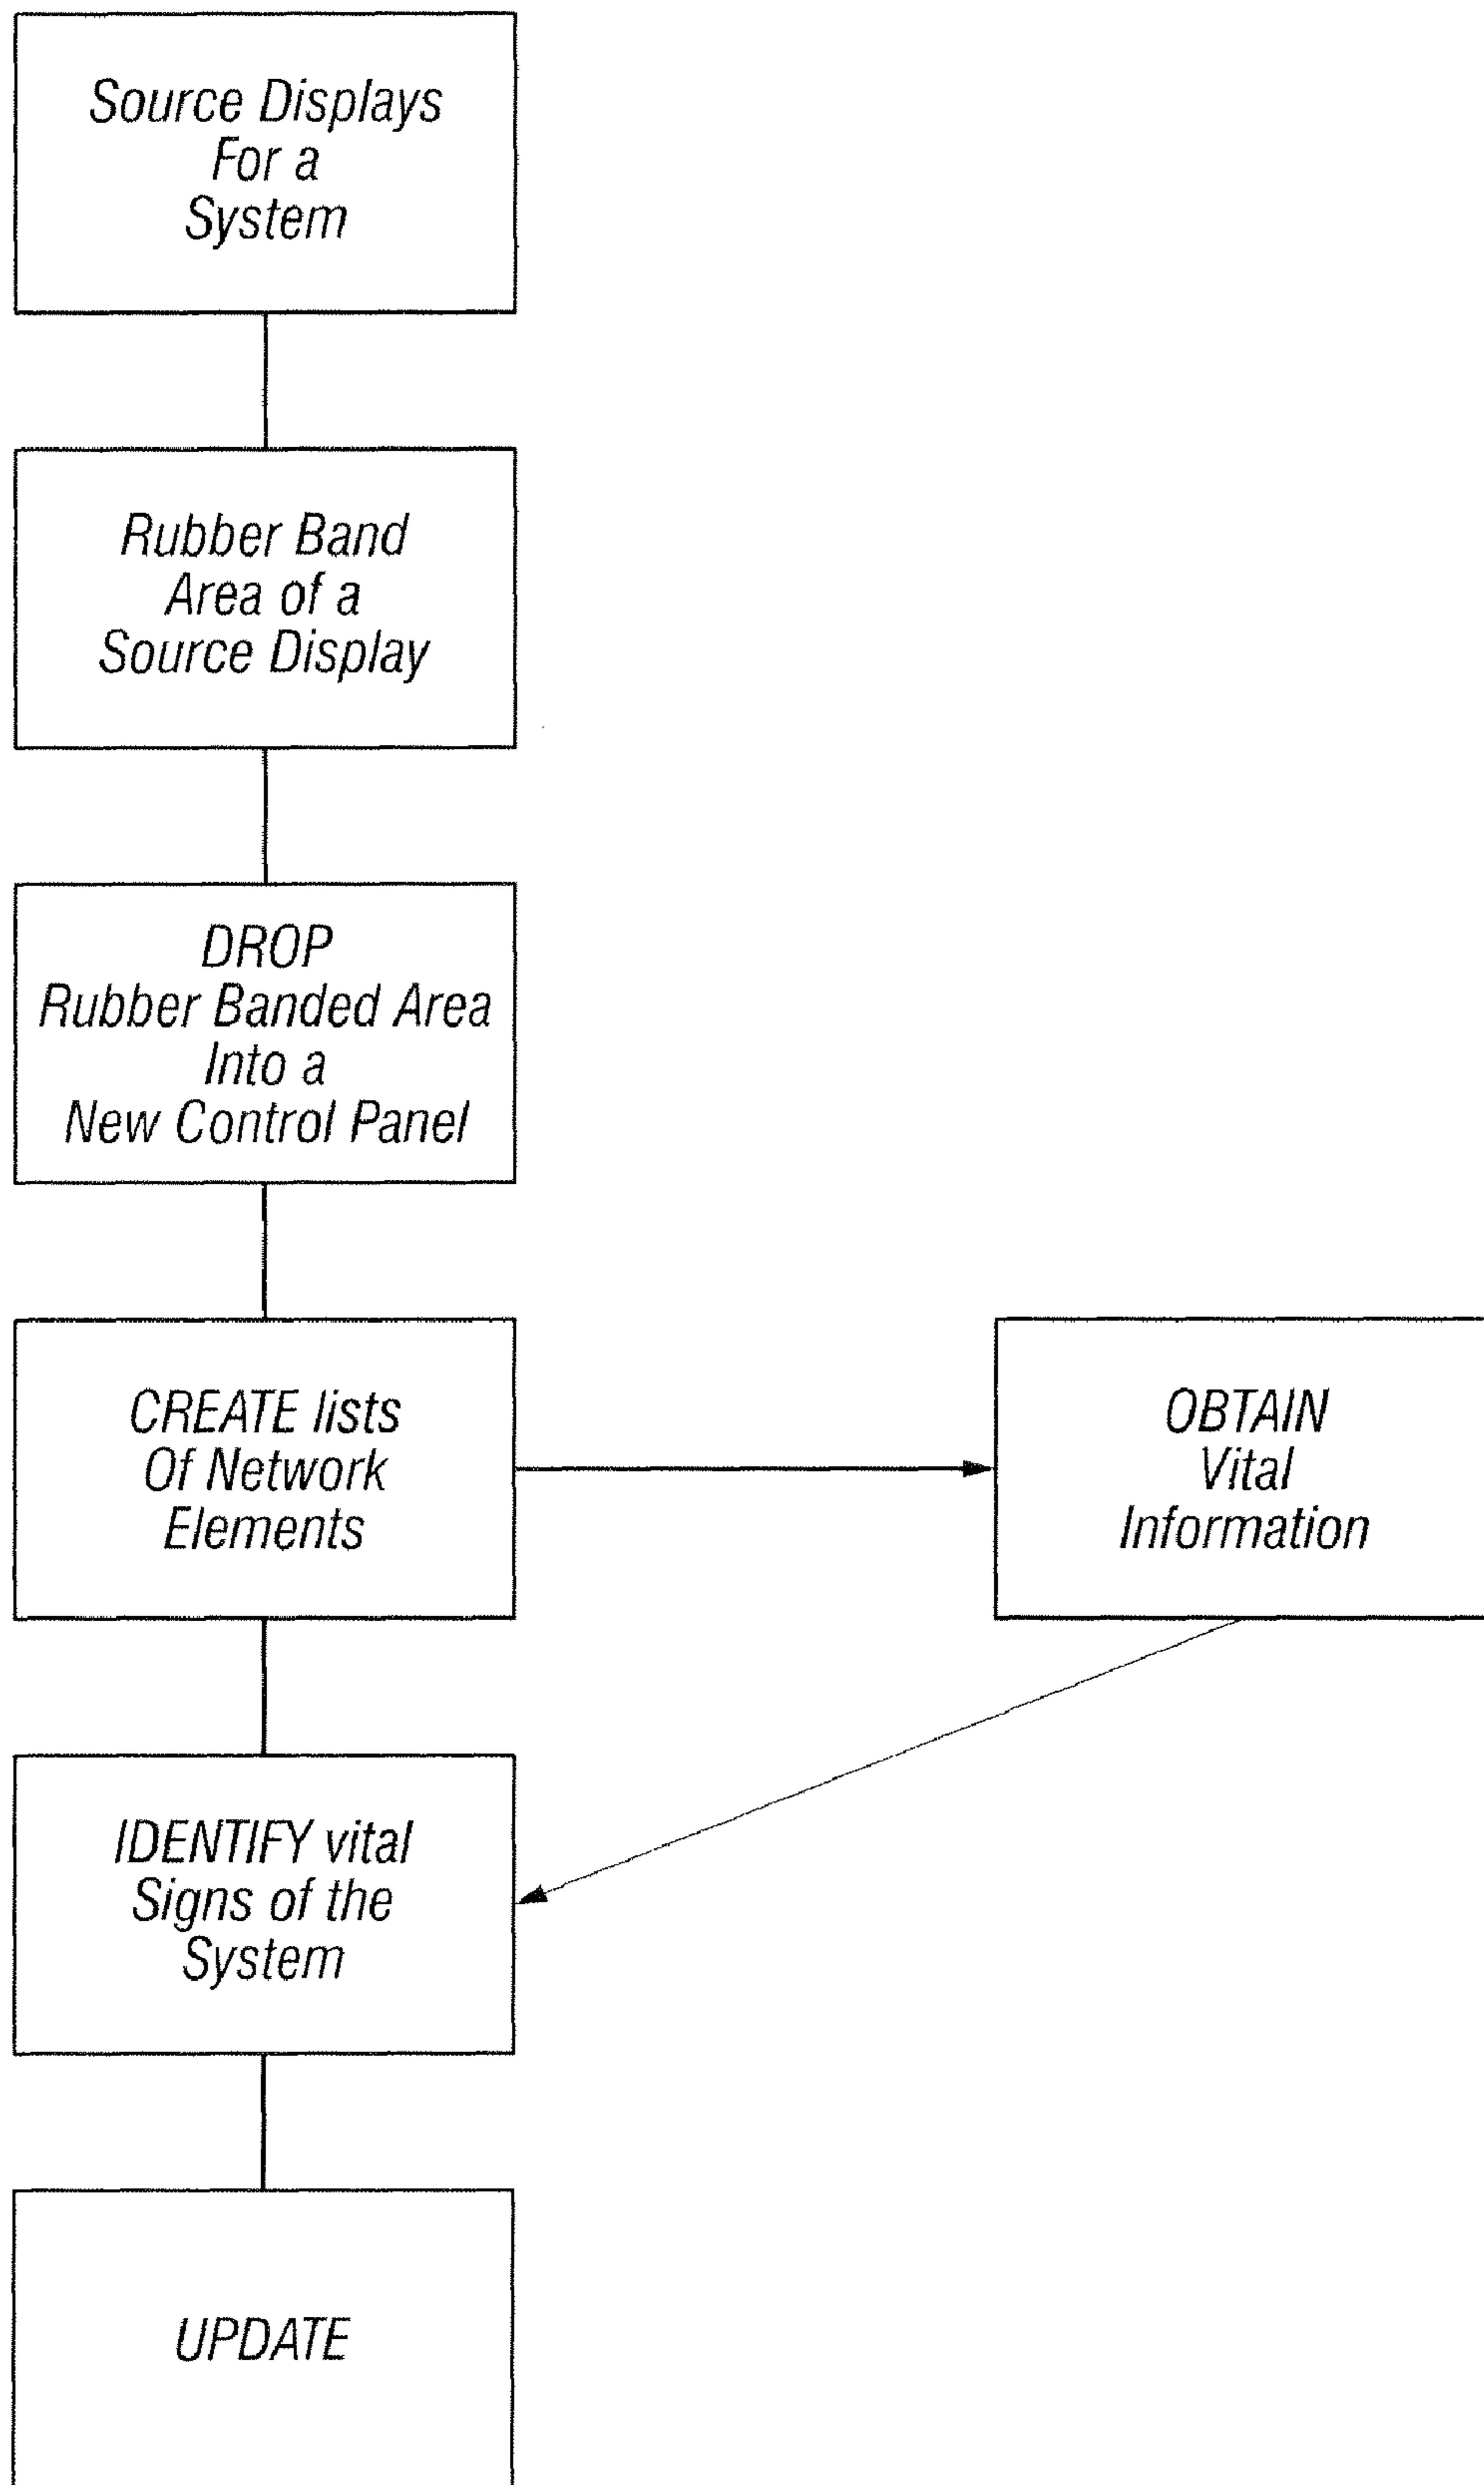 Source Displays
For a
System
Rubber Band
Area of a
Source Display
DROP
Rubber Banded Area
Into a
New Control Panel
CREATE lists
Of Network
Elements
OBTAIN
Vital
Information
IDENTIFY vital
Signs of the
System
UPDATE